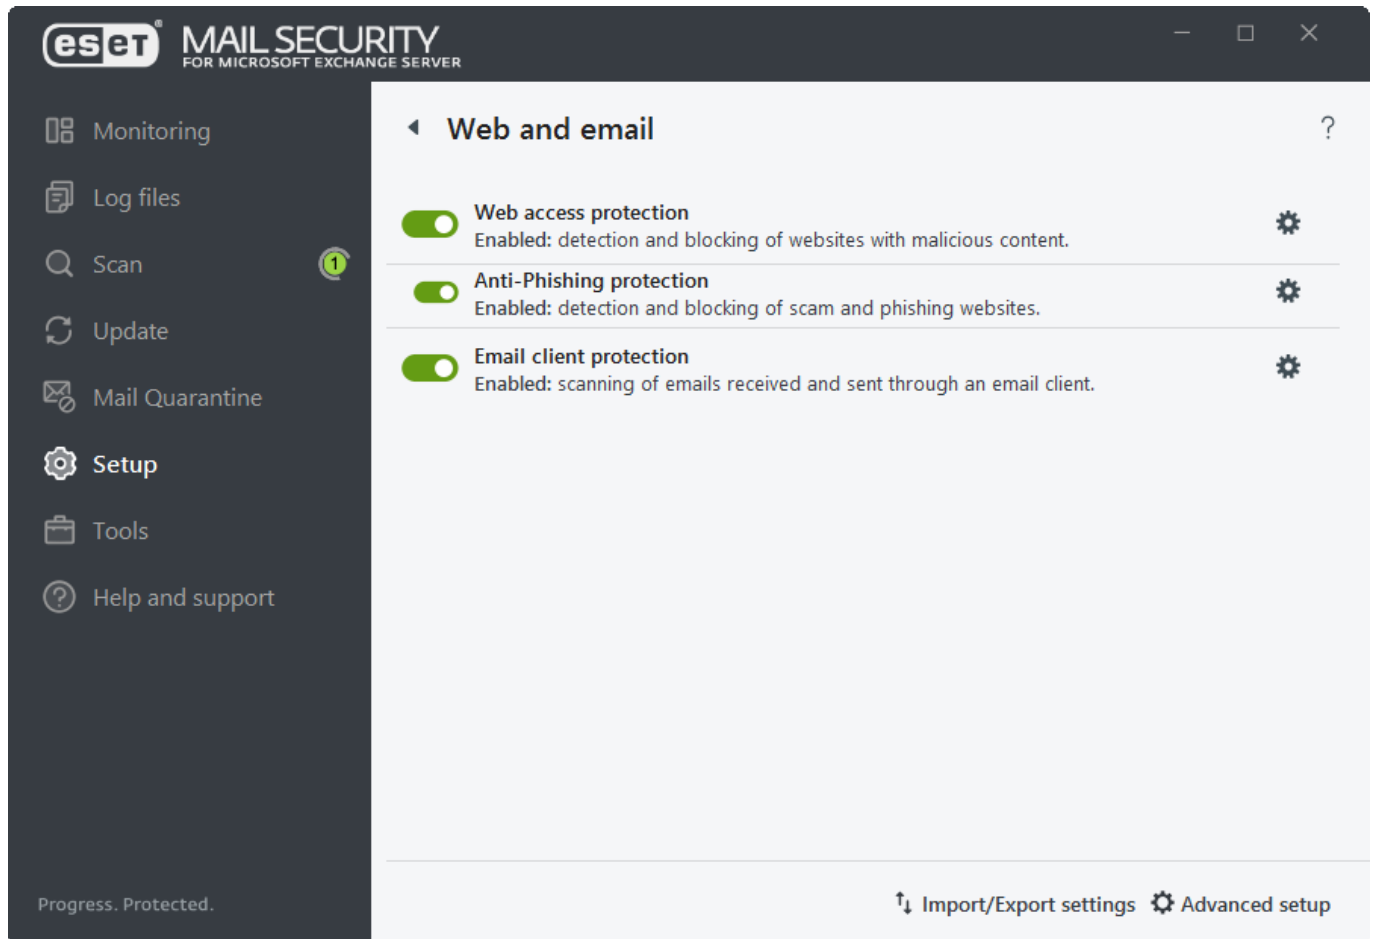 eset® MAIL SECURITY
FOR MICROSOFT EXCHANGE SERVER
Monitoring
Log files
Scan 1
Update
Mail Quarantine
Setup
Tools
Help and support
Progress. Protected.
Web and email ?
Web access protection
Enabled: detection and blocking of websites with malicious content.
Anti-Phishing protection
Enabled: detection and blocking of scam and phishing websites.
Email client protection
Enabled: scanning of emails received and sent through an email client.
Import/Export settings Advanced setup